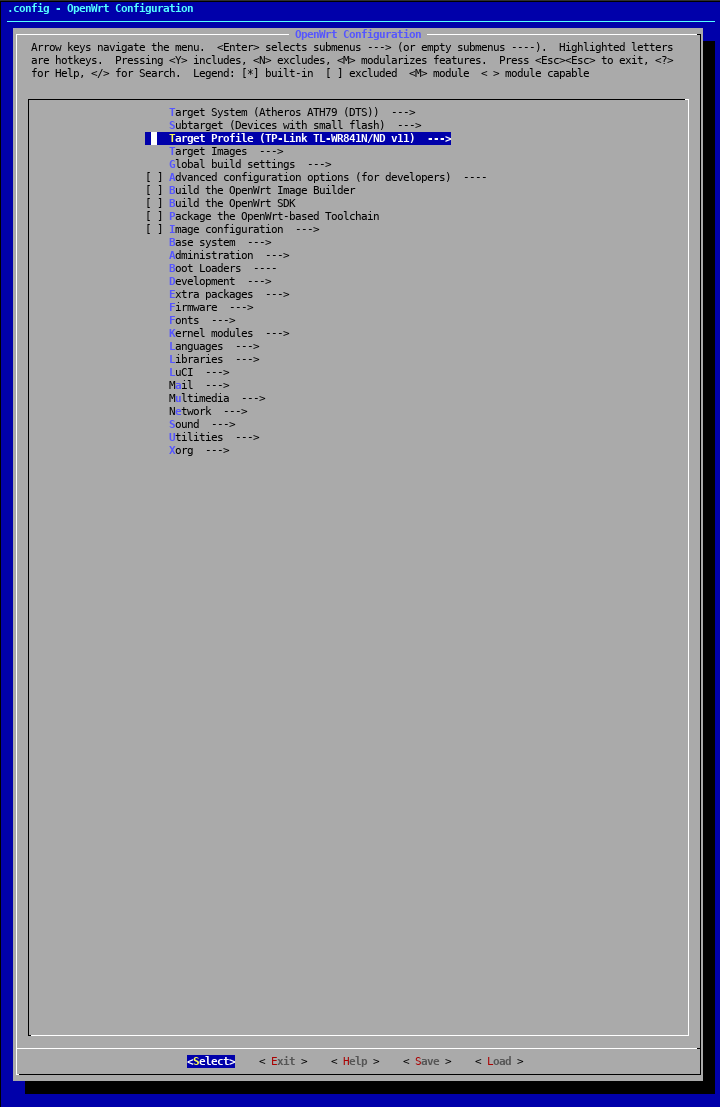 .config - OpenWrt Configuration
OpenWrt Configuration
Arrow keys navigate the menu.  <Enter> selects submenus ---> (or empty submenus ----).  Highlighted letters
are hotkeys.  Pressing <Y> includes, <N> excludes, <M> modularizes features.  Press <Esc><Esc> to exit, <?>
for Help, </> for Search.  Legend: [*] built-in  [ ] excluded  <M> module  < > module capable
Target System (Atheros ATH79 (DTS))  --->
Subtarget (Devices with small flash)  --->
Target Profile (TP-Link TL-WR841N/ND v11)  --->
Target Images  --->
Global build settings  --->
[ ] Advanced configuration options (for developers)  ----
[ ] Build the OpenWrt Image Builder
[ ] Build the OpenWrt SDK
[ ] Package the OpenWrt-based Toolchain
[ ] Image configuration  --->
Base system  --->
Administration  --->
Boot Loaders  ----
Development  --->
Extra packages  --->
Firmware  --->
Fonts  --->
Kernel modules  --->
Languages  --->
Libraries  --->
LuCI  --->
Mail  --->
Multimedia  --->
Network  --->
Sound  --->
Utilities  --->
Xorg  --->
<Select>    < Exit >    < Help >    < Save >    < Load >